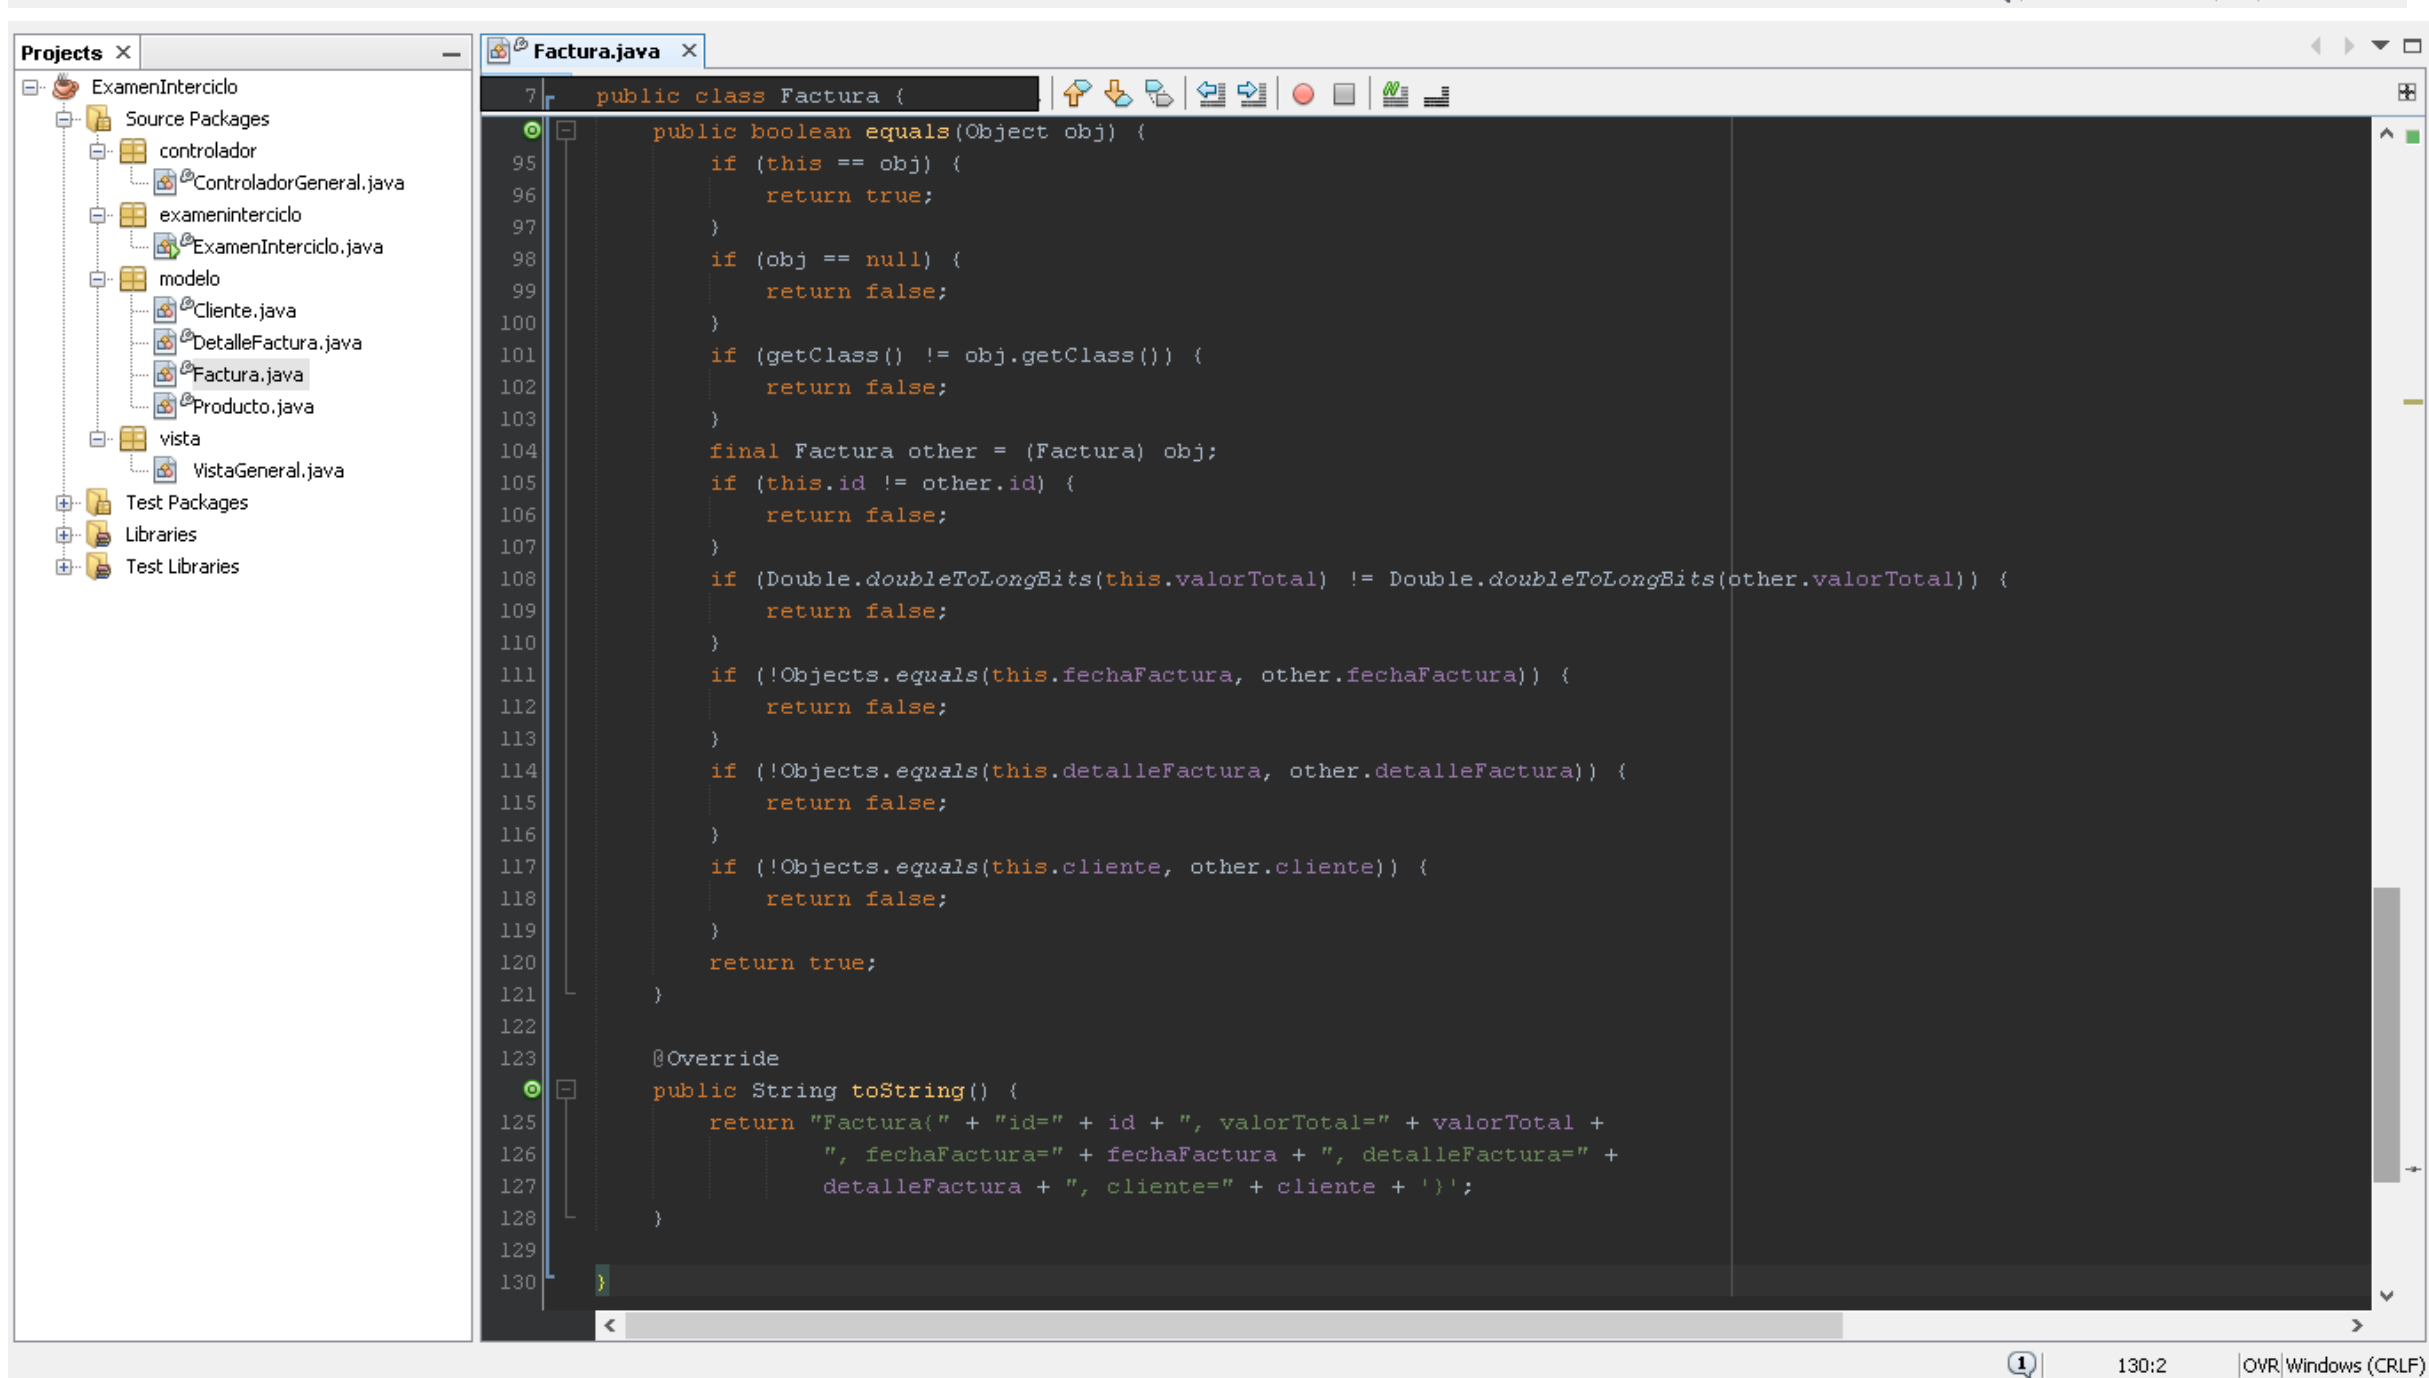 Projects
ExamenInterciclo
Source Packages
controlador
ControladorGeneral.java
exameninterciclo
ExamenInterciclo.java
modelo
Cliente.java
DetalleFactura.java
Factura.java
Producto.java
vista
VistaGeneral.java
Test Packages
Libraries
Test Libraries
Factura.java
7 public class Factura {
public boolean equals(Object obj) {
95 if (this == obj) {
96 return true;
97 }
98 if (obj == null) {
99 return false;
100 }
101 if (getClass() != obj.getClass()) {
102 return false;
103 }
104 final Factura other = (Factura) obj;
105 if (this.id != other.id) {
106 return false;
107 }
108 if (Double.doubleToLongBits(this.valorTotal) != Double.doubleToLongBits(other.valorTotal)) {
109 return false;
110 }
111 if (!Objects.equals(this.fechaFactura, other.fechaFactura)) {
112 return false;
113 }
114 if (!Objects.equals(this.detalleFactura, other.detalleFactura)) {
115 return false;
116 }
117 if (!Objects.equals(this.cliente, other.cliente)) {
118 return false;
119 }
120 return true;
121 }
122
123 @Override
public String toString() {
125 return "Factura{" + "id=" + id + ", valorTotal=" + valorTotal +
126 ", fechaFactura=" + fechaFactura + ", detalleFactura=" +
127 detalleFactura + ", cliente=" + cliente + '}';
128 }
129
130 }
1 130:2 OVR Windows (CRLF)